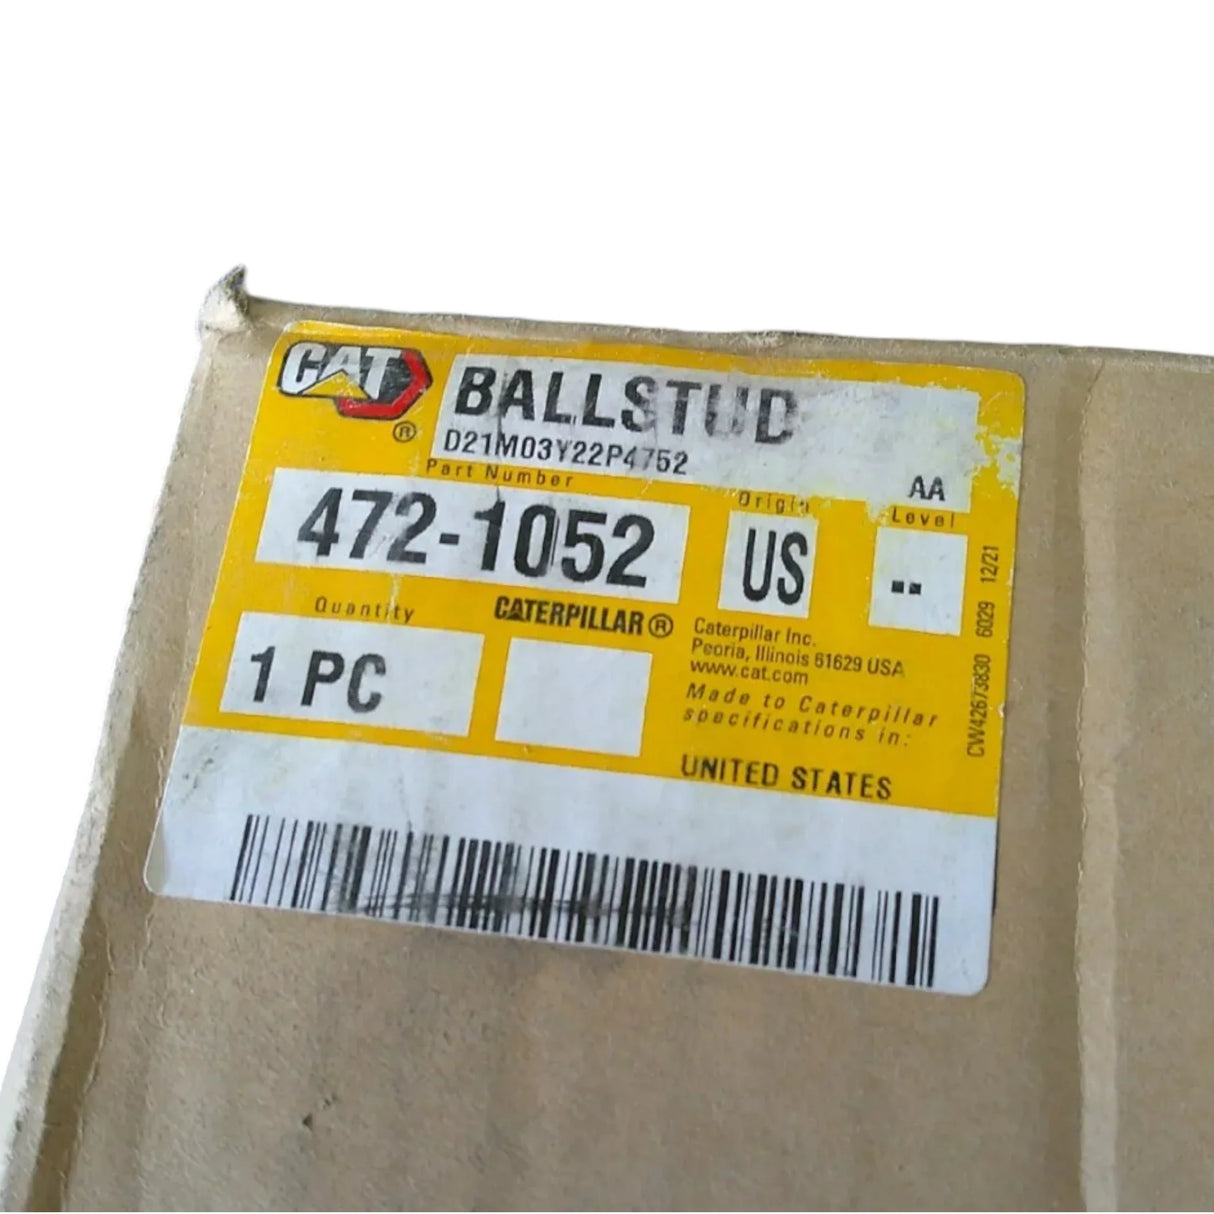 CAT
®
BALLSTUD
D21M03Y22P4752
AA
Part Number
Origin
Level
472-1052
US
--
Quantity
CATERPILLAR®
1 PC
Caterpillar Inc.
Peoria, Illinois 61629 USA
www.cat.com
Made to Caterpillar
specifications in:
UNITED STATES
CW42673830 6029 12/21